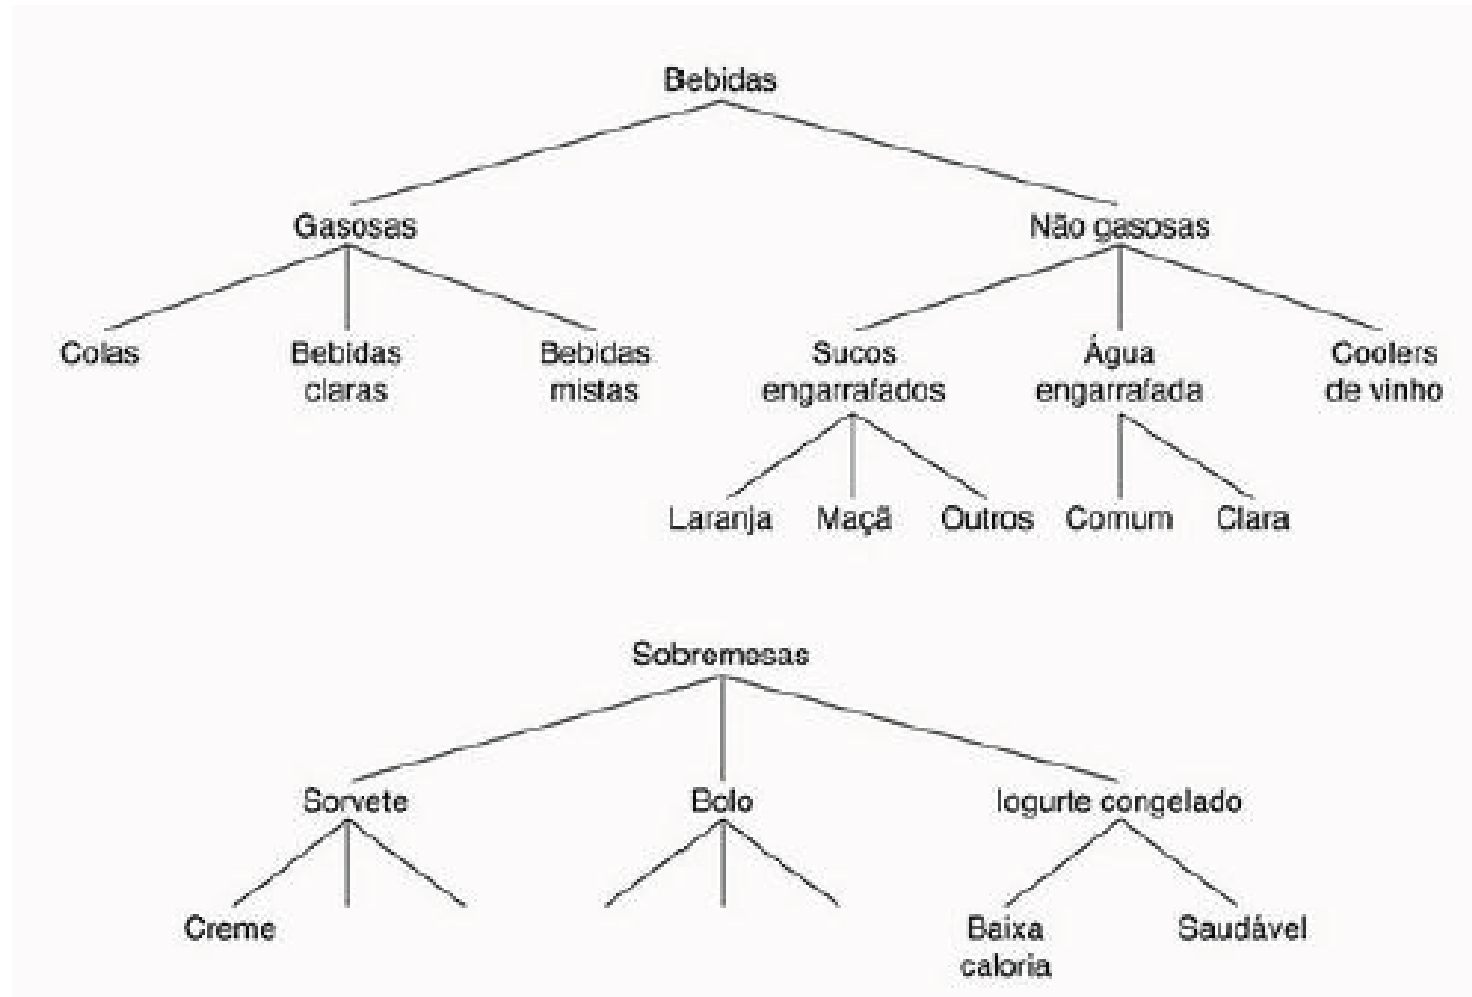 Bebidas
Gasosas Não gasosas
Colas Bebidas Bebidas Sucos Água Coolers
claras mistas engarrafados engarrafada de vinho
Laranja Maçã Outros Comum Clara
Sobremesas
Sorvete Bolo Iogurte congelado
Creme Baixa Saudável
caloria